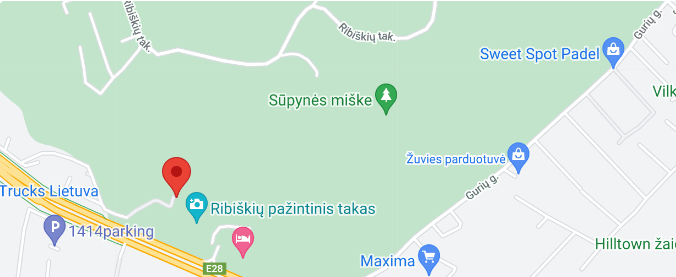 Ribiškių tak.
Ribiškių tak.
Gurių g.
Sweet Spot Padel
Vilk
Sūpynės miške
Žuvies parduotuvė
Gurių g.
Trucks Lietuva
Ribiškių pažintinis takas
P
1414parking
Hilltown žaid
Maxima
E28